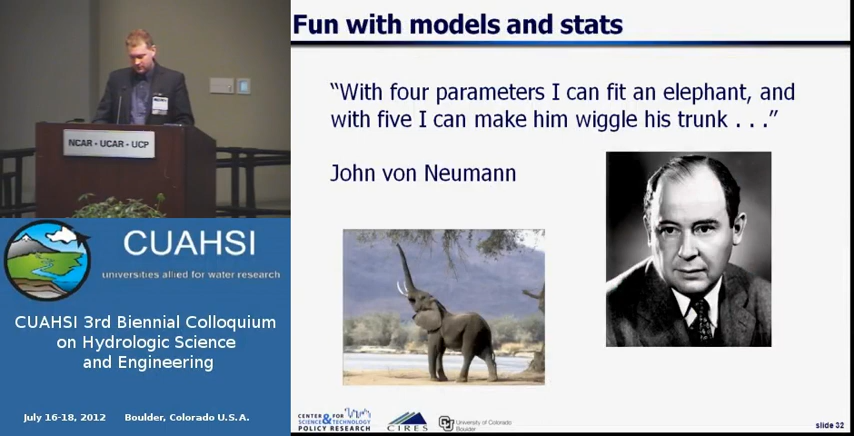 Fun with models and stats
“With four parameters I can fit an elephant, and
with five I can make him wiggle his trunk . . .”
John von Neumann
NCAR • UCAR • UCP
CUAHSI
universities allied for water research
CUAHSI 3rd Biennial Colloquium
on Hydrologic Science
and Engineering
July 16-18, 2012 Boulder, Colorado U.S.A.
CENTER FOR
SCIENCE & TECHNOLOGY
POLICY RESEARCH
CIRES
University of Colorado
Boulder
slide 32